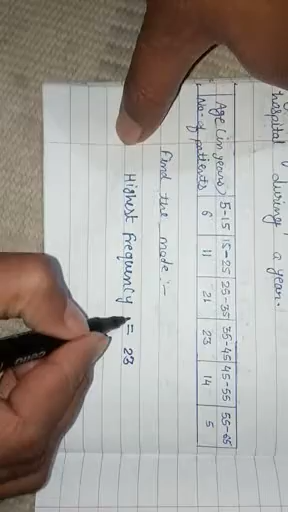 hospital during a year.
Age (in years) 5-15 15-25 25-35 35-45 45-55 55-65
No. of patients 6 11 21 23 14 5
Find the mode :-
Highest Frequency = 23